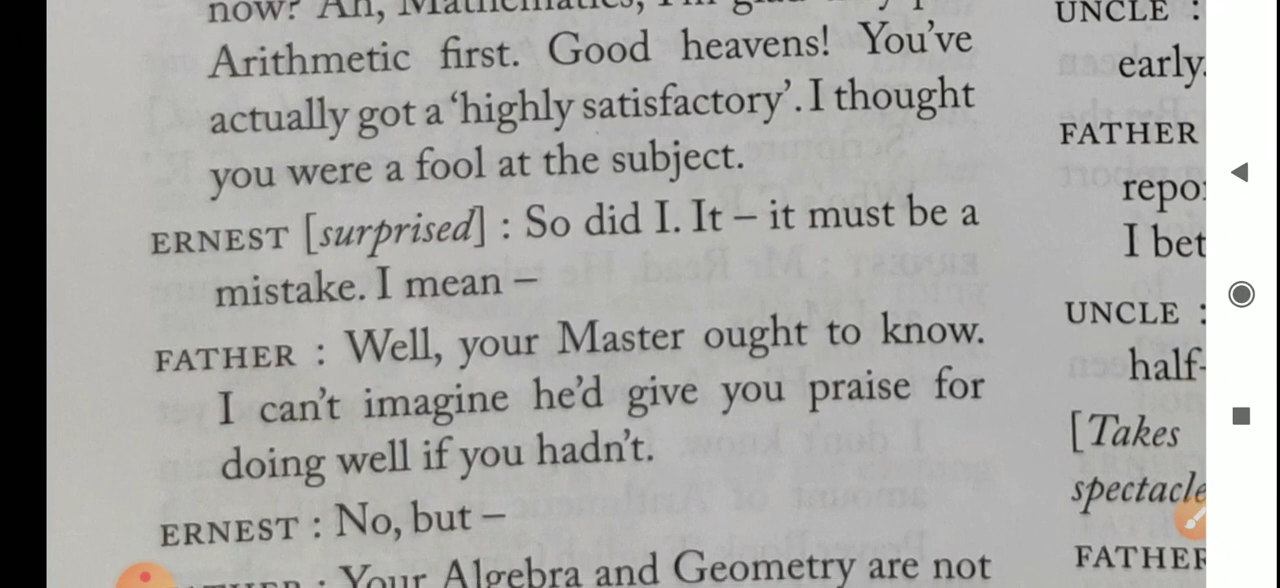 now? Ah, Mathematics, I'm
Arithmetic first. Good heavens! You've
actually got a ‘highly satisfactory’. I thought
you were a fool at the subject.
ERNEST [surprised] : So did I. It – it must be a
mistake. I mean –
FATHER : Well, your Master ought to know.
I can't imagine he'd give you praise for
doing well if you hadn't.
ERNEST : No, but –
: Your Algebra and Geometry are not
UNCLE :
early.
FATHER
I bet
UNCLE :
half-
[Takes
spectacle
FATHER